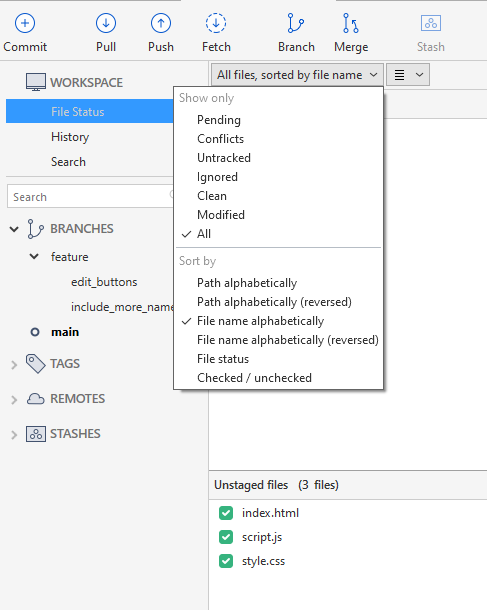 Commit Pull Push Fetch Branch Merge Stash
WORKSPACE
File Status
History
Search
Search
BRANCHES
feature
edit_buttons
include_more_name
main
TAGS
REMOTES
STASHES
All files, sorted by file name
Show only
Pending
Conflicts
Untracked
Ignored
Clean
Modified
All
Sort by
Path alphabetically
Path alphabetically (reversed)
File name alphabetically
File name alphabetically (reversed)
File status
Checked / unchecked
Unstaged files (3 files)
index.html
script.js
style.css